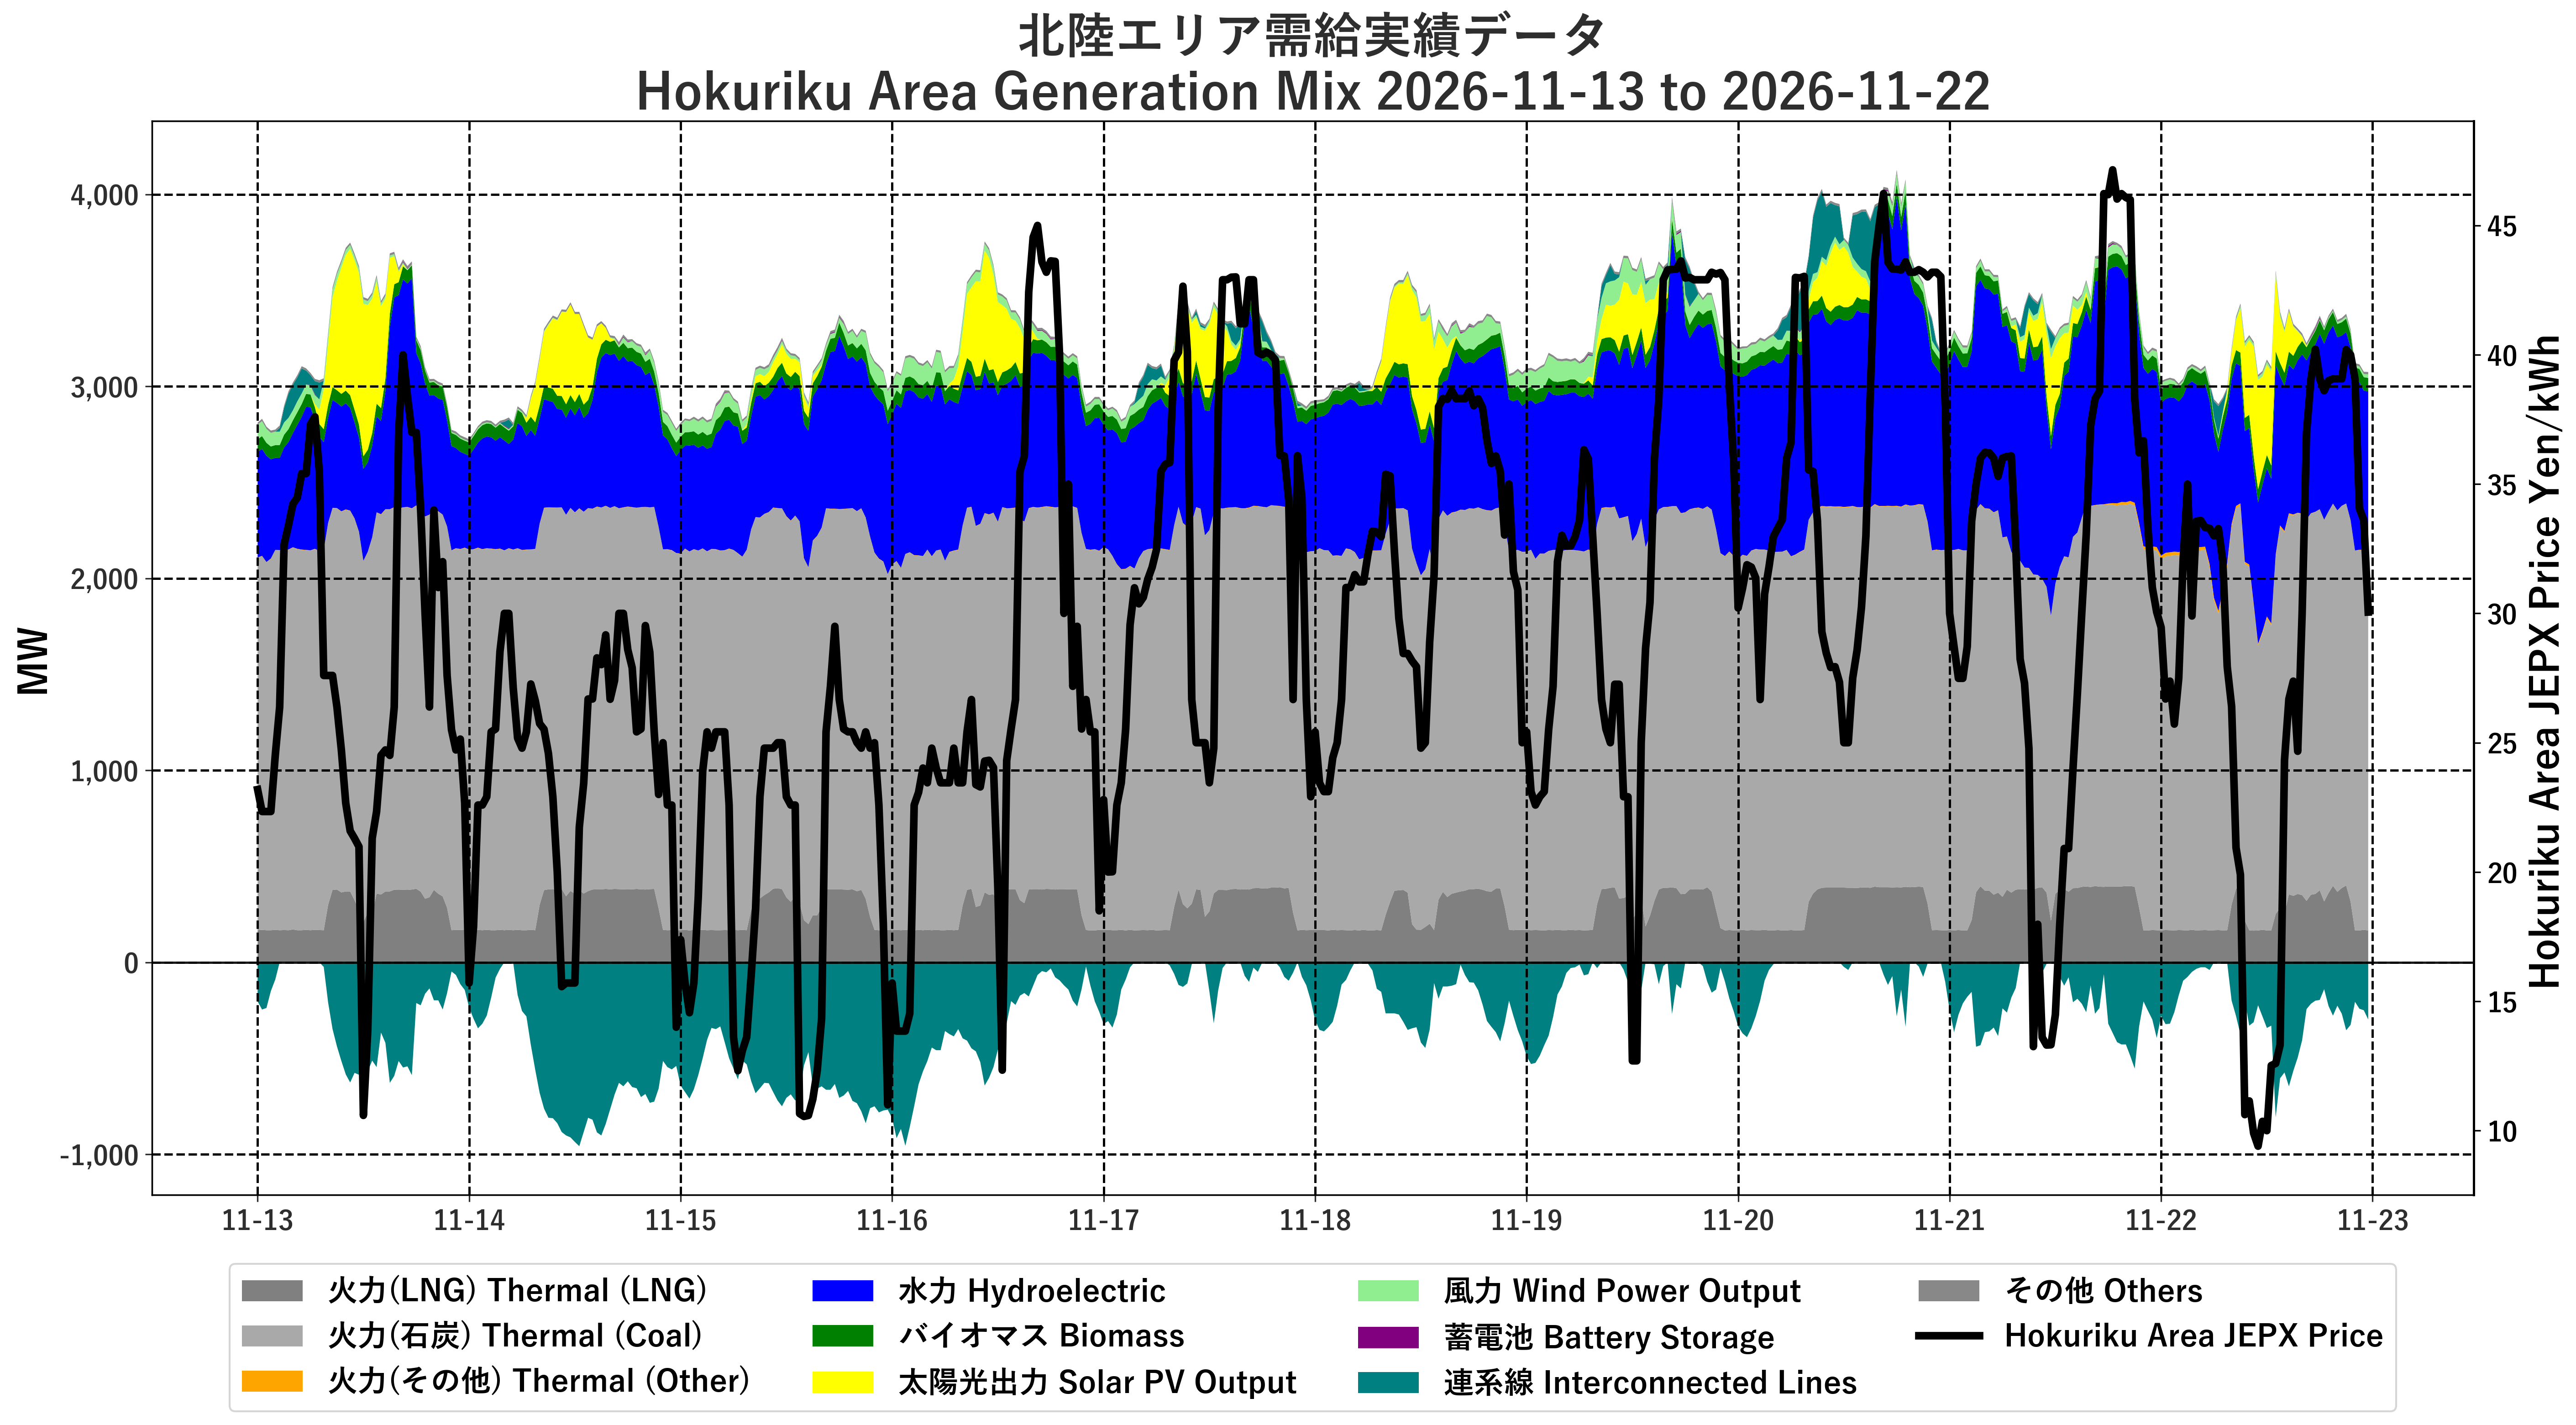 北陸エリア需給実績データ
Hokuriku Area Generation Mix 2026-11-13 to 2026-11-22
MW
4,000
3,000
2,000
1,000
0
-1,000
45
40
35
30
25
20
15
10
Hokuriku Area JEPX Price Yen/kWh
11-13 11-14 11-15 11-16 11-17 11-18 11-19 11-20 11-21 11-22 11-23
火力(LNG) Thermal (LNG)
火力(石炭) Thermal (Coal)
火力(その他) Thermal (Other)
水力 Hydroelectric
バイオマス Biomass
太陽光出力 Solar PV Output
風力 Wind Power Output
蓄電池 Battery Storage
連系線 Interconnected Lines
その他 Others
Hokuriku Area JEPX Price